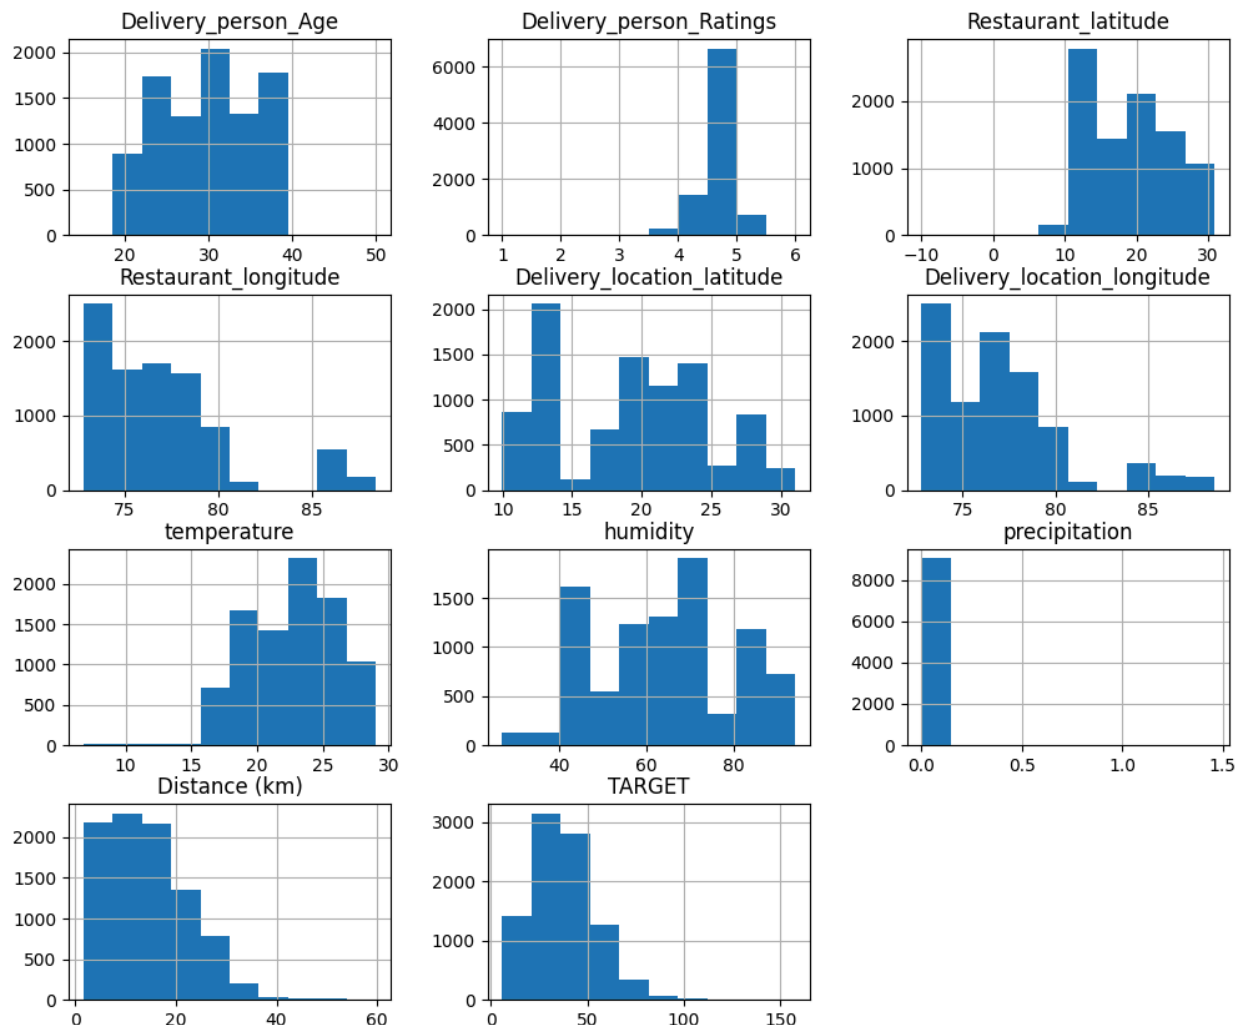 Delivery_person_Age Delivery_person_Ratings Restaurant_latitude
2000 1500 1000 500 0
20 30 40 50
6000 4000 2000 0
1 2 3 4 5 6
2000 1000 0
−10 0 10 20 30
Restaurant_longitude Delivery_location_latitude Delivery_location_longitude
2000 1000 0
75 80 85
2000 1500 1000 500 0
10 15 20 25 30
2000 1000 0
75 80 85
temperature humidity precipitation
2000 1500 1000 500 0
10 15 20 25 30
1500 1000 500 0
40 60 80
8000 6000 4000 2000 0
0.0 0.5 1.0 1.5
Distance (km) TARGET
2000 1500 1000 500 0
0 20 40 60
3000 2000 1000 0
0 50 100 150